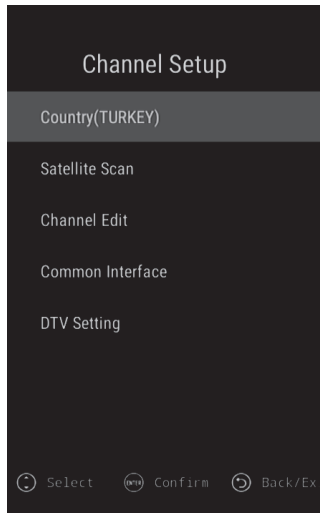 Channel Setup
Country(TURKEY)
Satellite Scan
Channel Edit
Common Interface
DTV Setting
Select ENTER Confirm Back/Ex